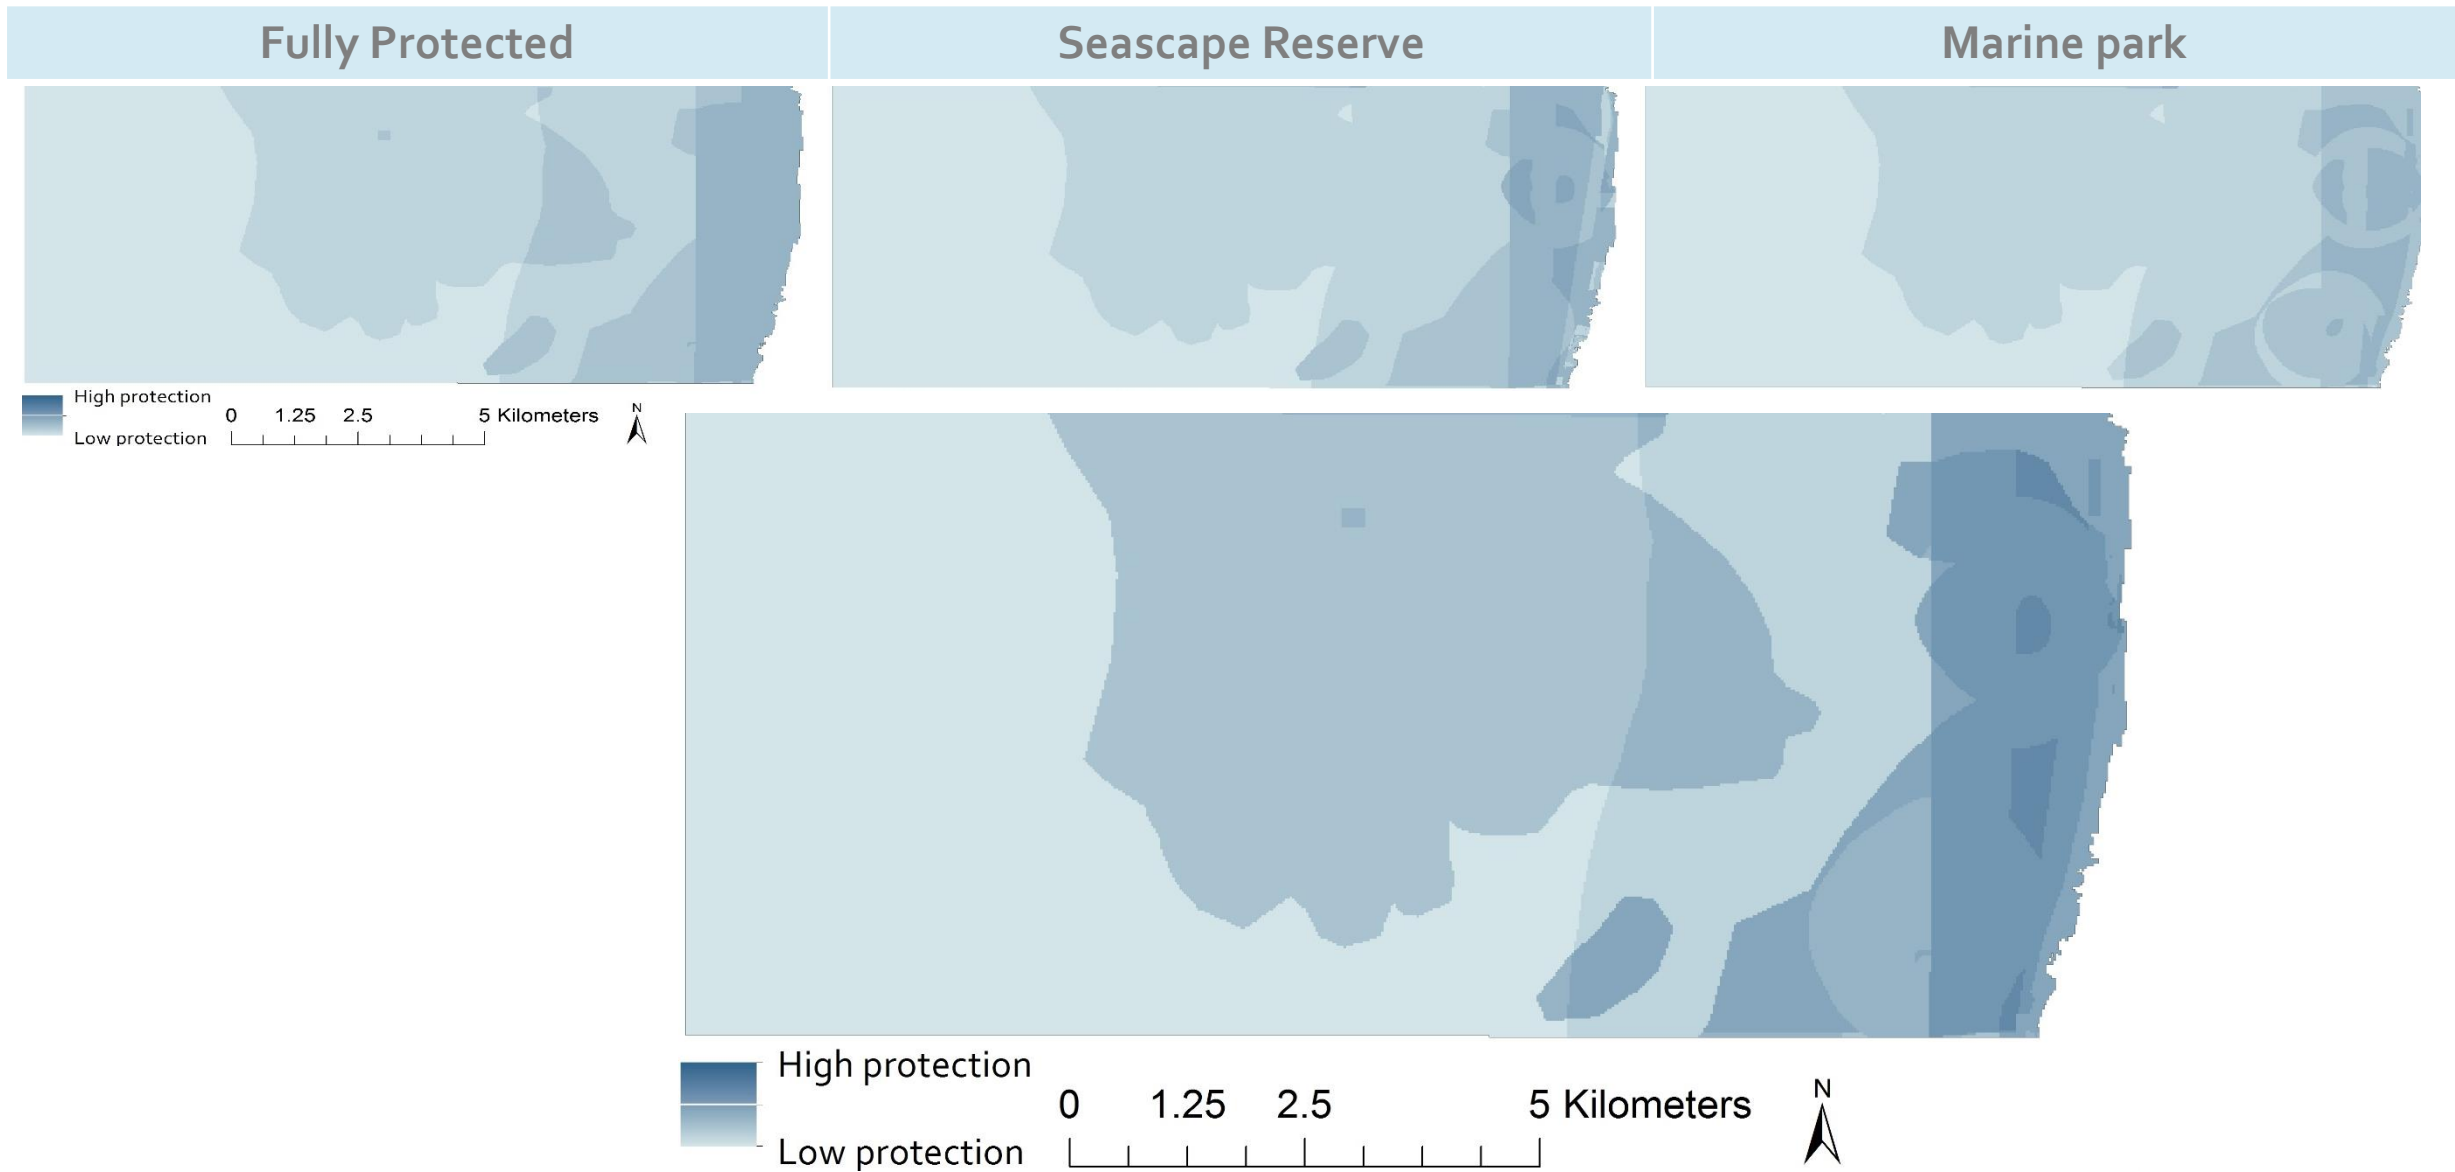 Fully Protected
Seascape Reserve
Marine park
High protection
Low protection
0 1.25 2.5 5 Kilometers
N
High protection
Low protection
0 1.25 2.5 5 Kilometers
N